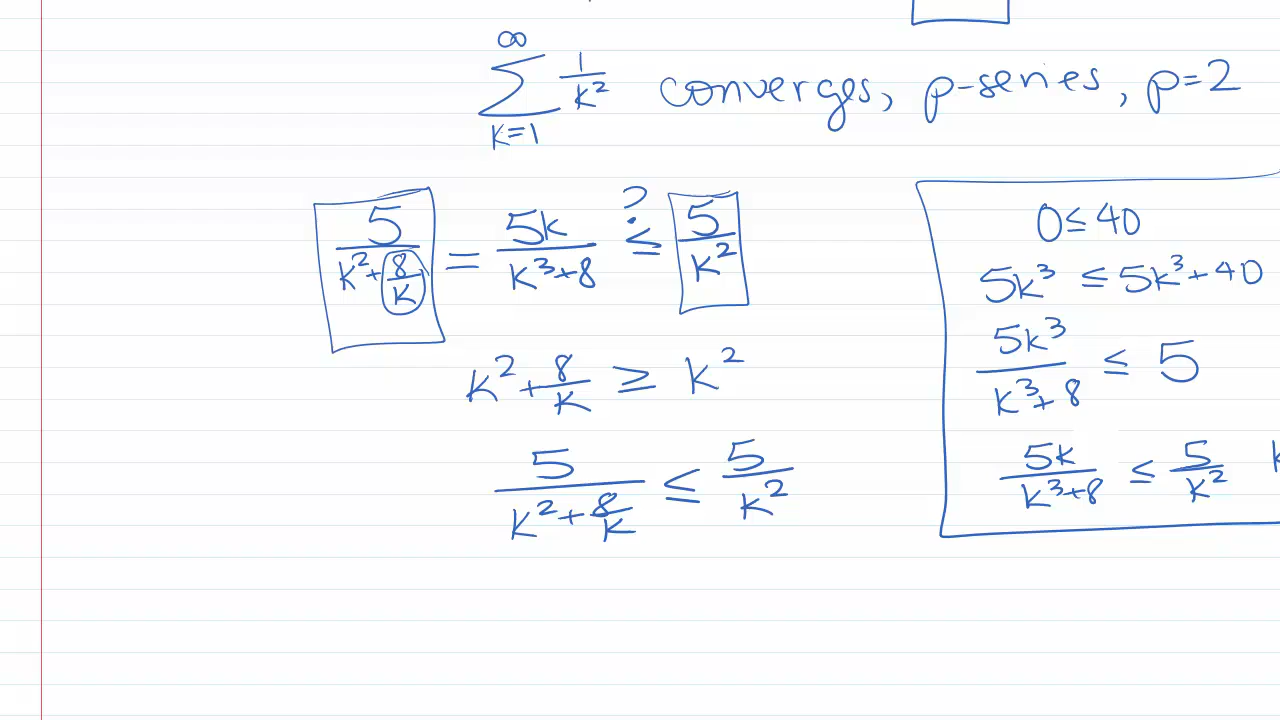 ∞
∑ 1/k² converges, p-series, p=2
k=1
5/(k²+8/k) = 5k/(k³+8) ≤? 5/k²
k²+8/k ≥ k²
5/(k²+8/k) ≤ 5/k²
0≤40
5k³ ≤ 5k³+40
5k³/(k³+8) ≤ 5
5k/(k³+8) ≤ 5/k²